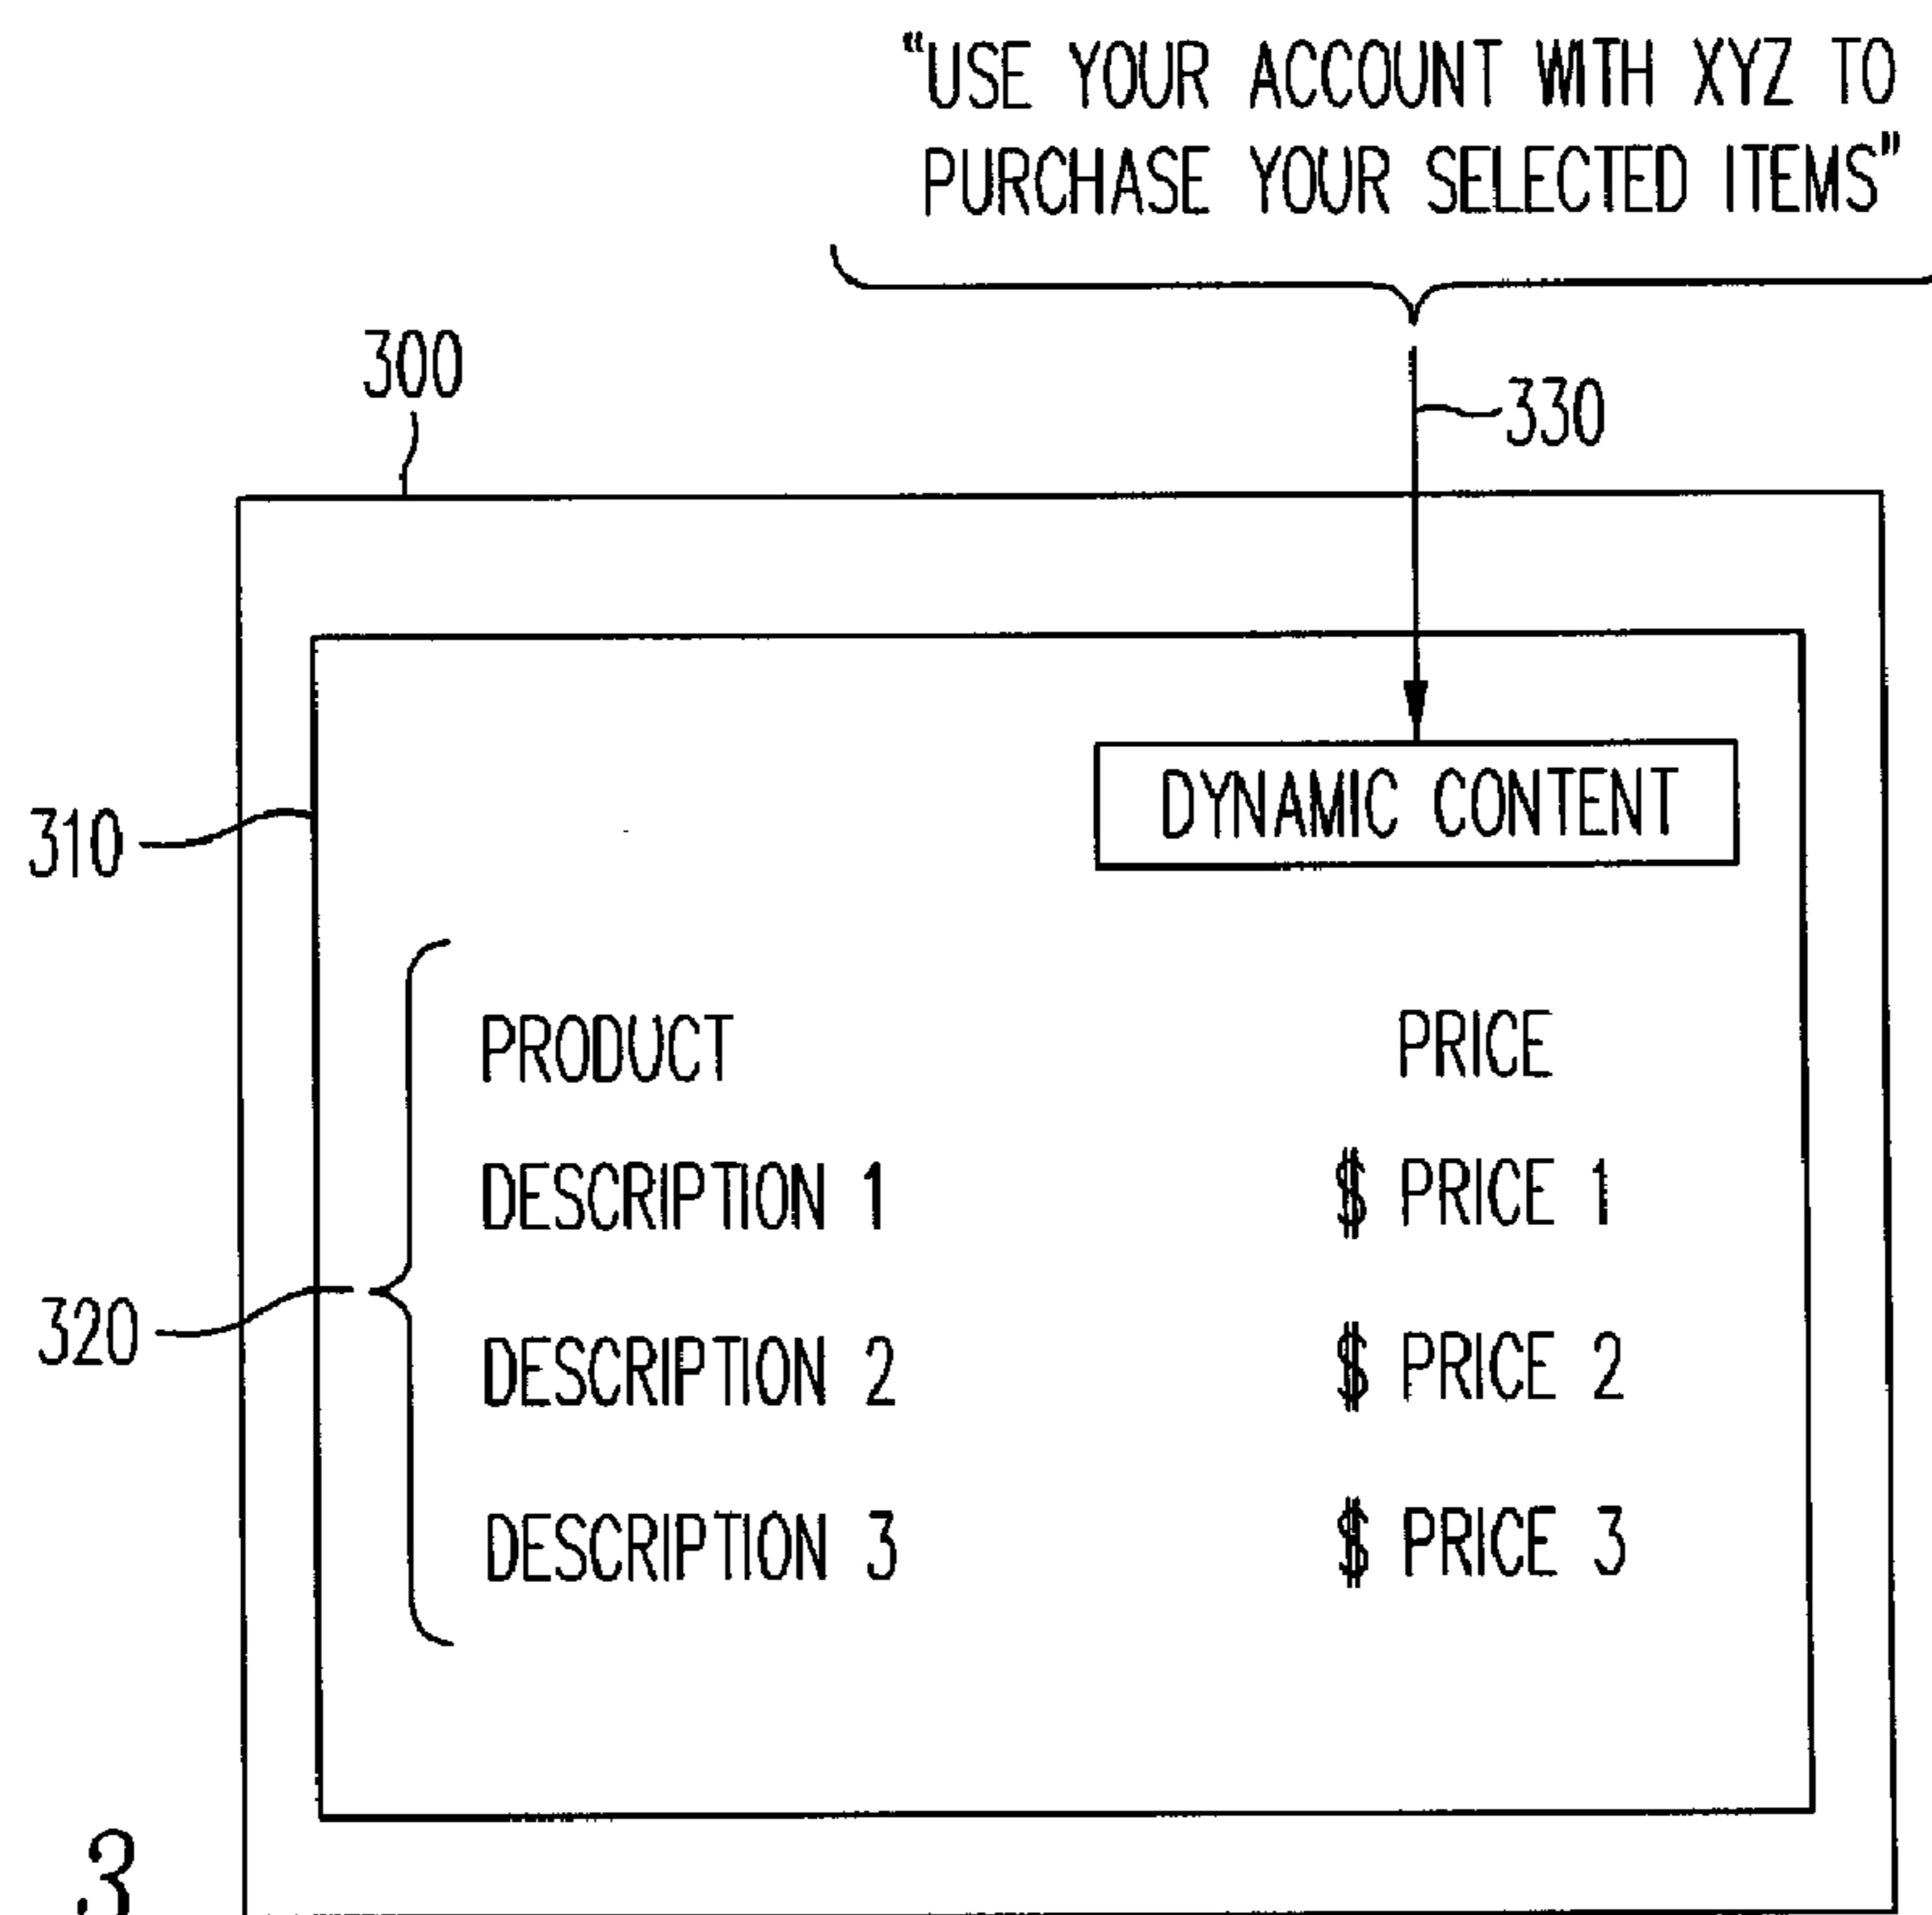 "USE YOUR ACCOUNT WITH XYZ TO
PURCHASE YOUR SELECTED ITEMS"
300
330
DYNAMIC CONTENT
310
PRODUCT PRICE
DESCRIPTION 1 $ PRICE 1
320
DESCRIPTION 2 $ PRICE 2
DESCRIPTION 3 $ PRICE 3
3